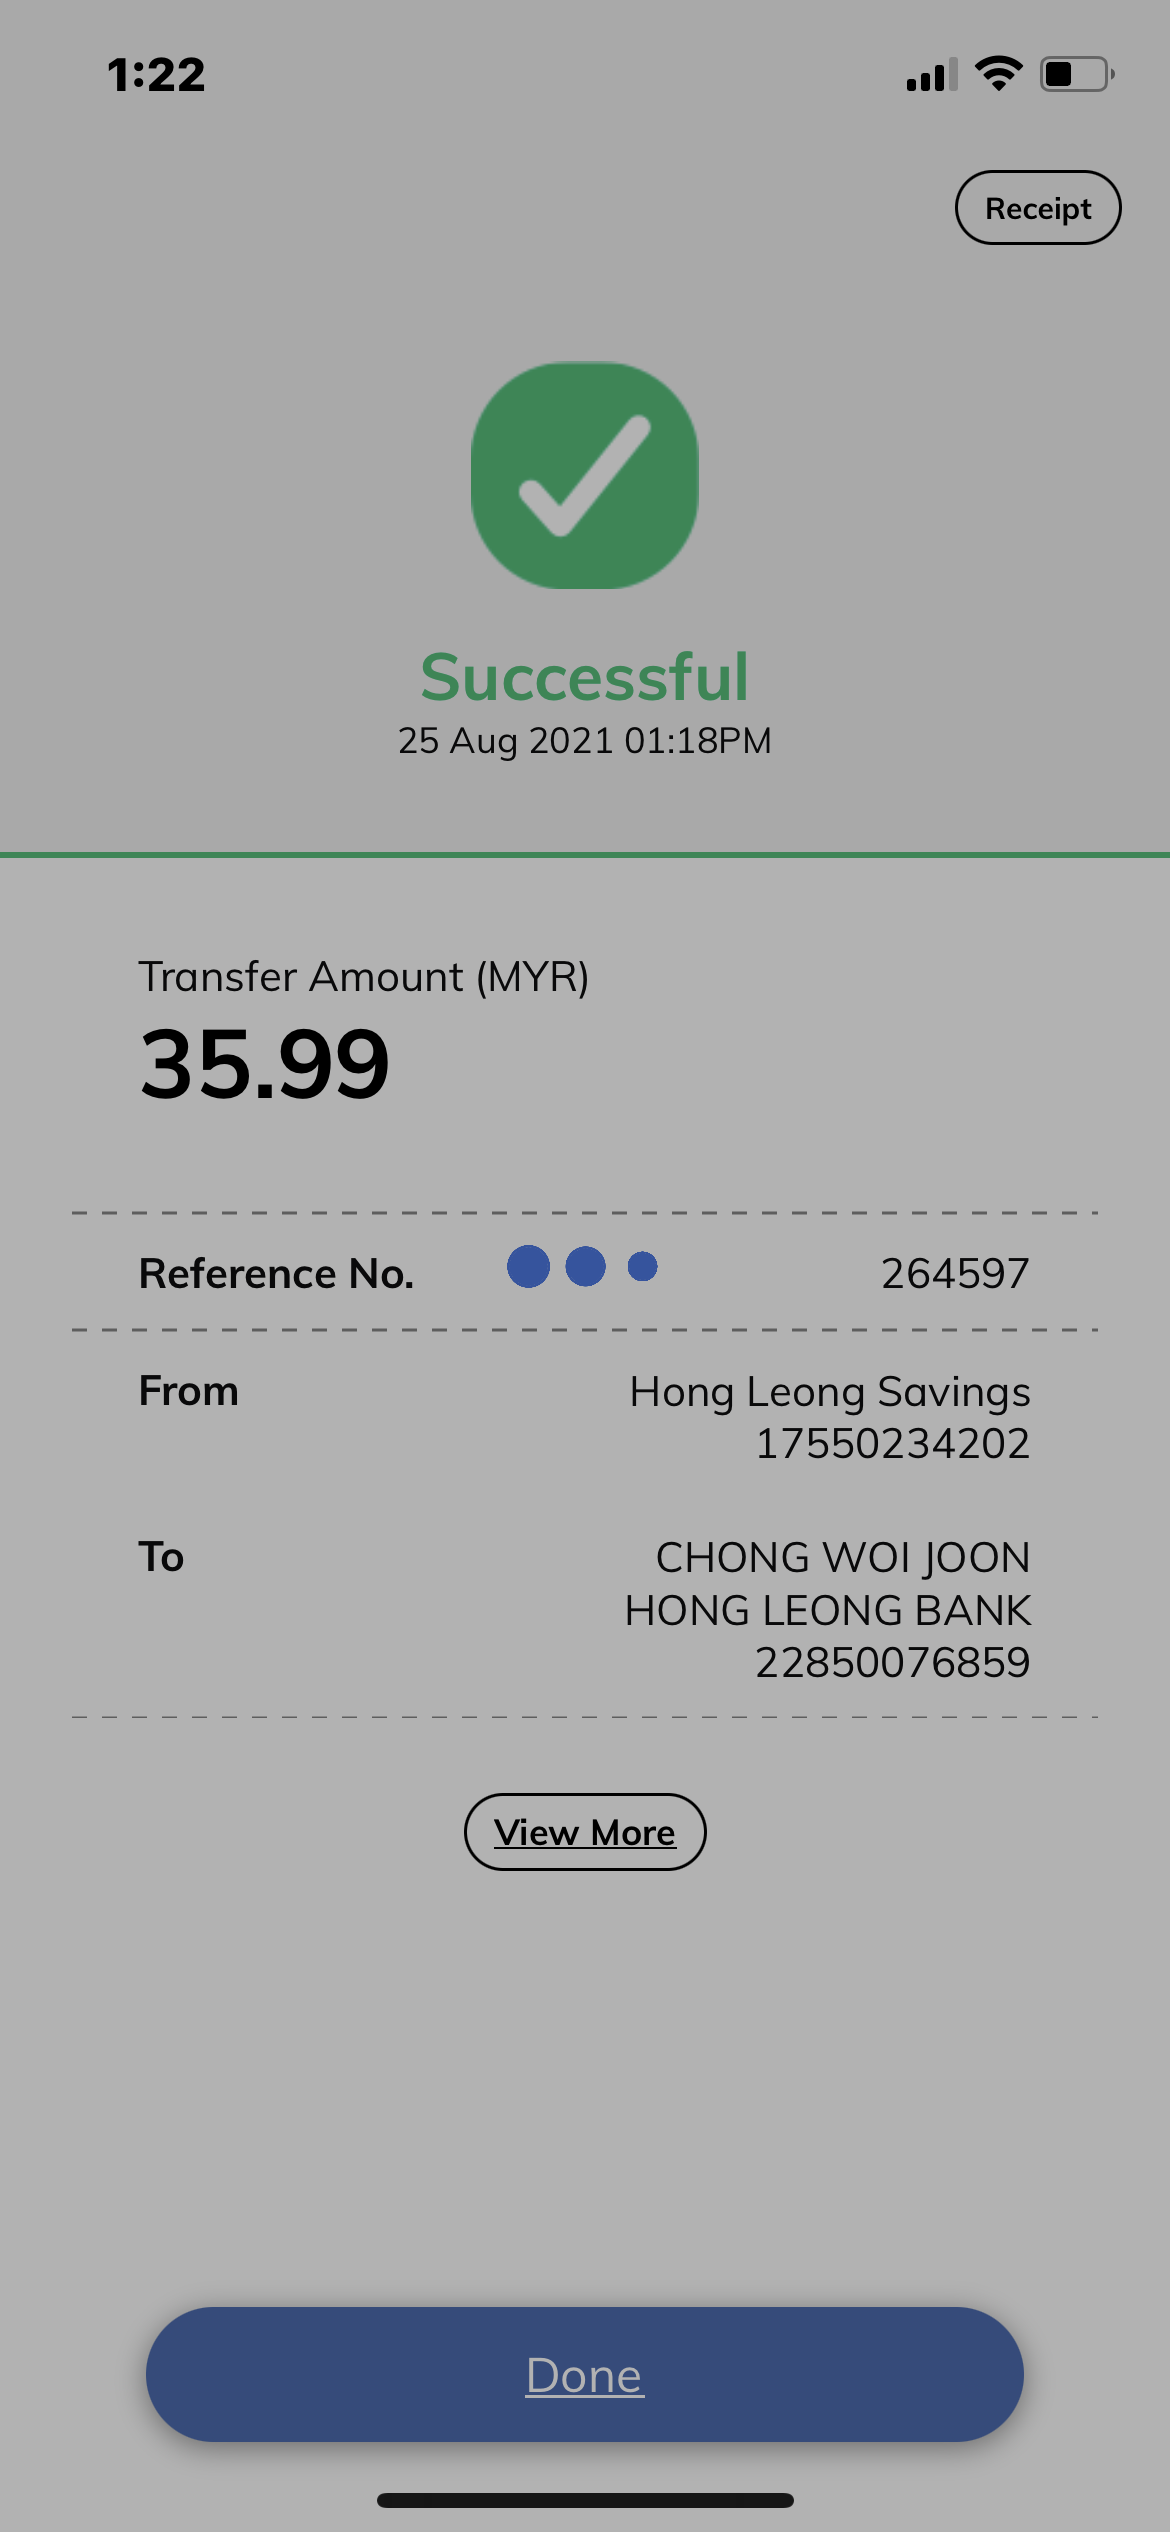 1:22
Receipt
Successful
25 Aug 2021 01:18PM
Transfer Amount (MYR)
35.99
Reference No. 264597
From Hong Leong Savings
17550234202
To CHONG WOI JOON
HONG LEONG BANK
22850076859
View More
Done